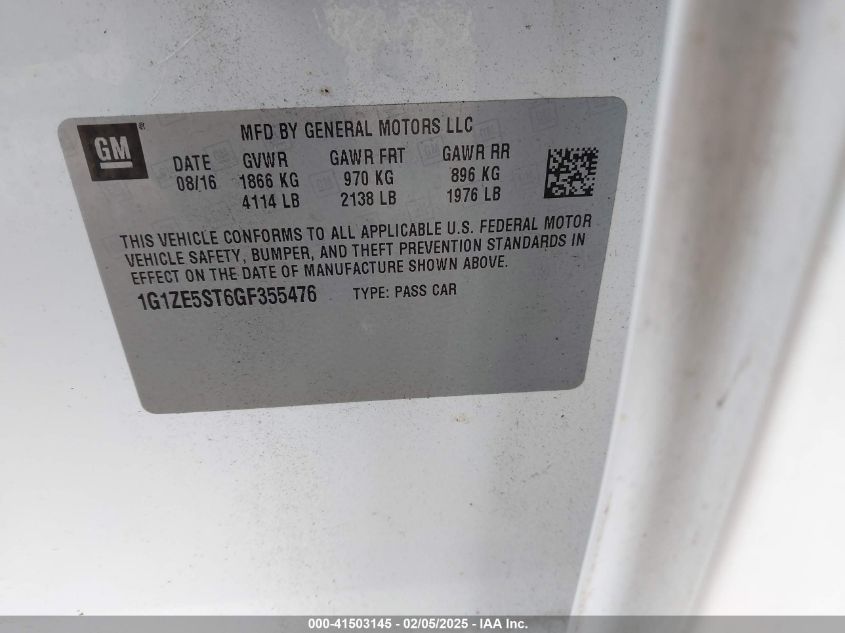 GM®
MFD BY GENERAL MOTORS LLC
DATE GVWR GAWR FRT GAWR RR
08/16 1866 KG 970 KG 896 KG
4114 LB 2138 LB 1976 LB
THIS VEHICLE CONFORMS TO ALL APPLICABLE U.S. FEDERAL MOTOR
VEHICLE SAFETY, BUMPER, AND THEFT PREVENTION STANDARDS IN
EFFECT ON THE DATE OF MANUFACTURE SHOWN ABOVE.
1G1ZE5ST6GF355476 TYPE: PASS CAR
000-41503145 - 02/05/2025 - IAA Inc.